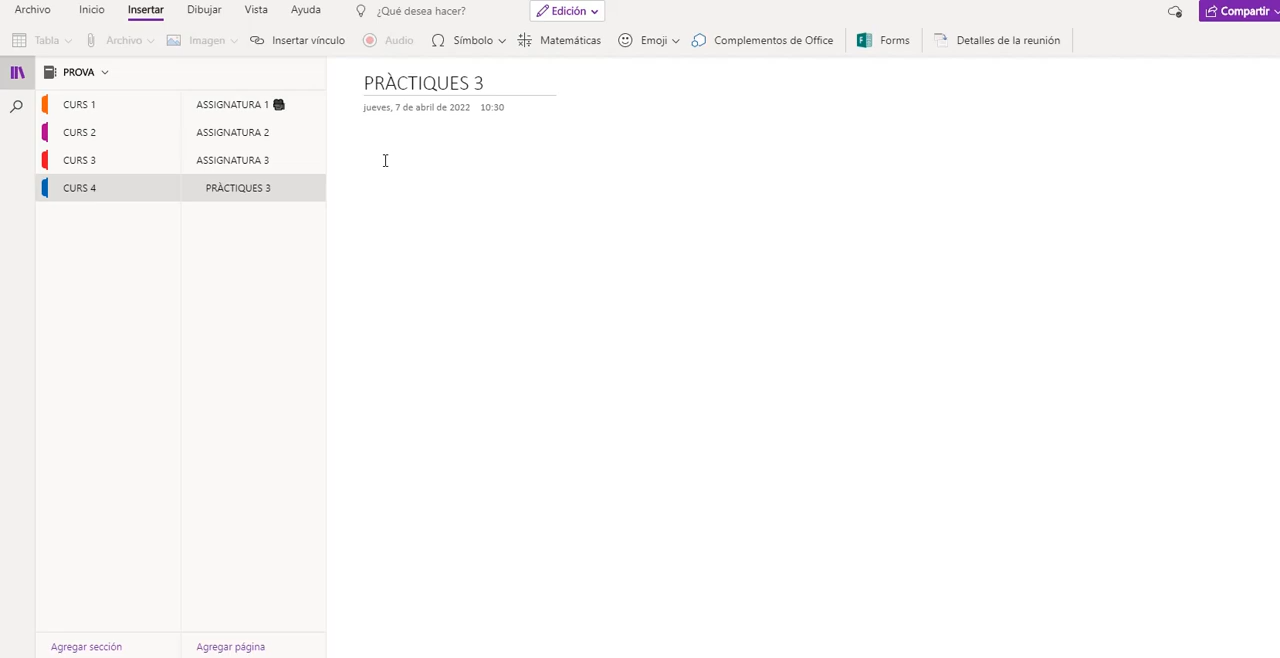 Archivo Inicio Insertar Dibujar Vista Ayuda ¿Qué desea hacer? Edición Compartir
Tabla Archivo Imagen Insertar vínculo Audio Símbolo Matemáticas Emoji Complementos de Office Forms Detalles de la reunión
PROVA
CURS 1
CURS 2
CURS 3
CURS 4
Agregar sección
ASSIGNATURA 1
ASSIGNATURA 2
ASSIGNATURA 3
PRÀCTIQUES 3
Agregar página
PRÀCTIQUES 3
jueves, 7 de abril de 2022 10:30